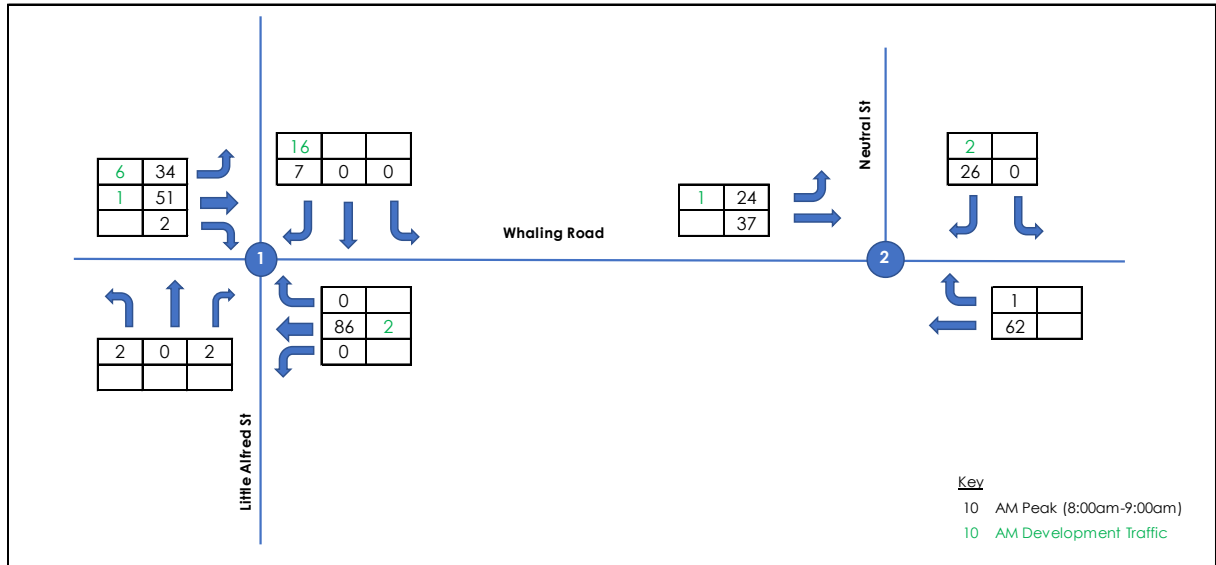 16
7 0 0
6 34
1 51
2
Little Alfred St
1
Whaling Road
2 0 2
0
86 2
0
Neutral St
2
26 0
1 24
37
2
1
62
Key
10 AM Peak (8:00am-9:00am)
10 AM Development Traffic